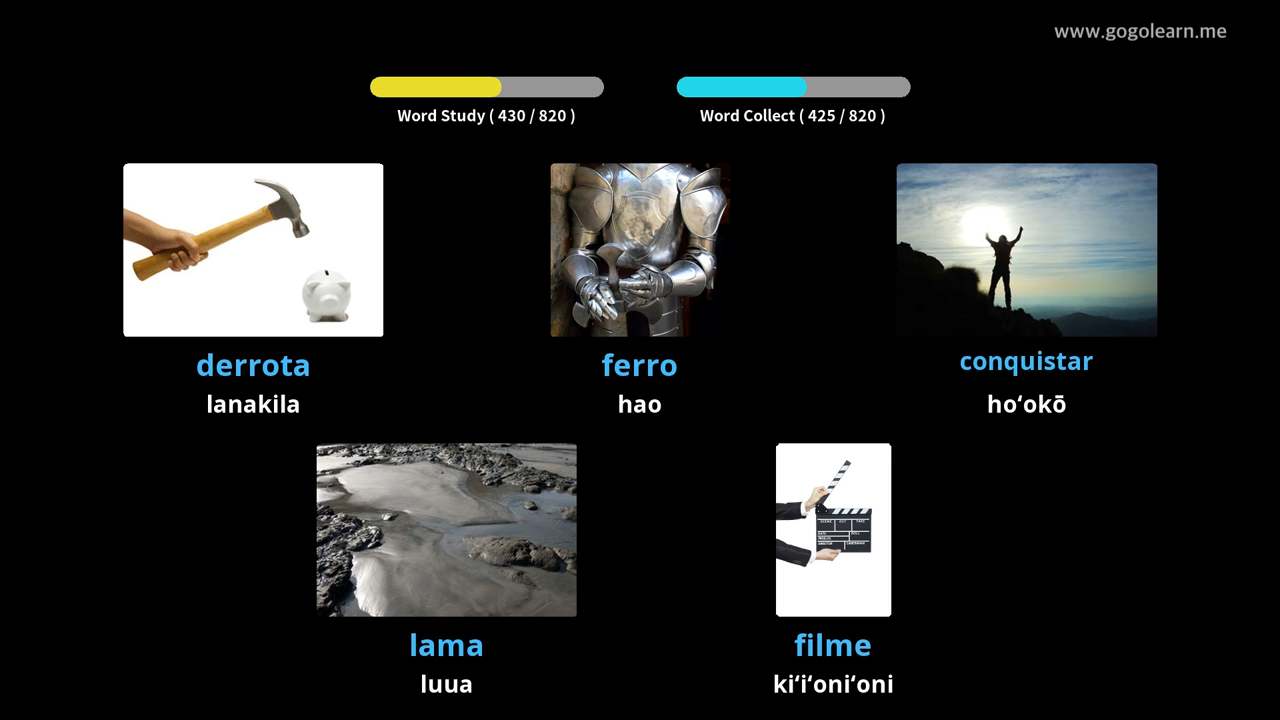 www.gogolearn.me
Word Study ( 430 / 820 )
Word Collect ( 425 / 820 )
derrota
lanakila
ferro
hao
conquistar
hoʻokō
lama
luua
filme
kiʻiʻoniʻoni